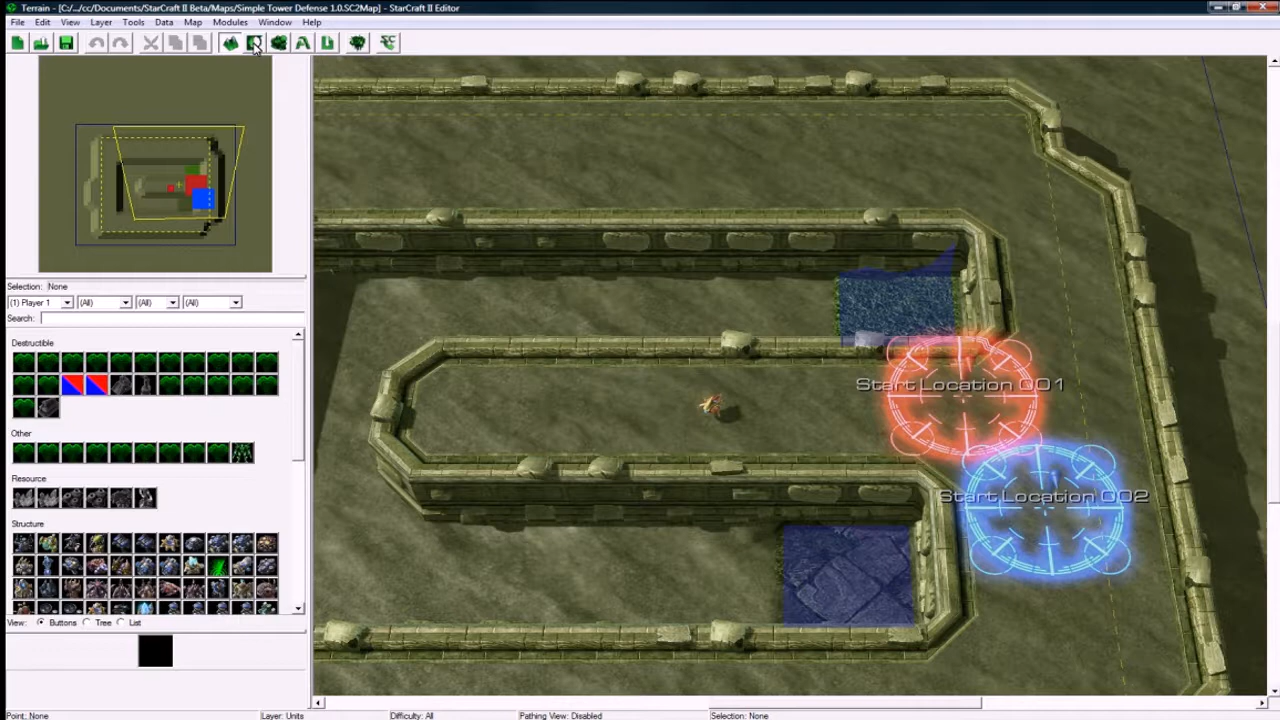 Terrain - [C:/.../cc/Documents/StarCraft II Beta/Maps/Simple Tower Defense 1.0.SC2Map] - StarCraft II Editor
File Edit View Layer Tools Data Map Modules Window Help
Selection: None
(1) Player 1 (All) (All) (All)
Search:
Destructible
Other
Resource
Structure
View: Buttons Tree List
Start Location 001
Start Location 002
Point: None Layer: Units Difficulty: All Pathing View: Disabled Selection: None